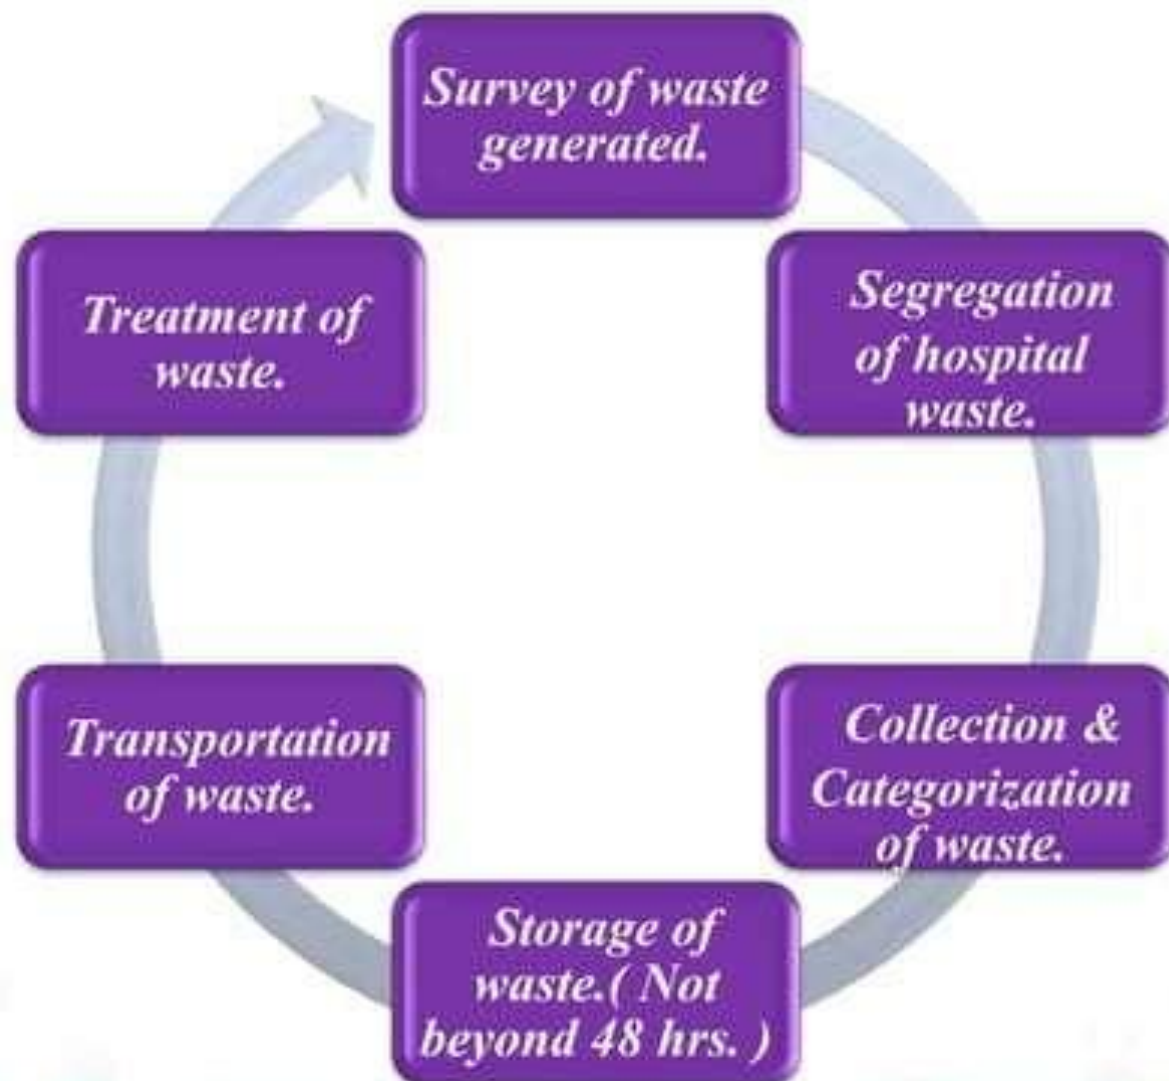 Survey of waste
generated.
Segregation
of hospital
waste.
Collection &
Categorization
of waste.
Storage of
waste.( Not
beyond 48 hrs. )
Transportation
of waste.
Treatment of
waste.